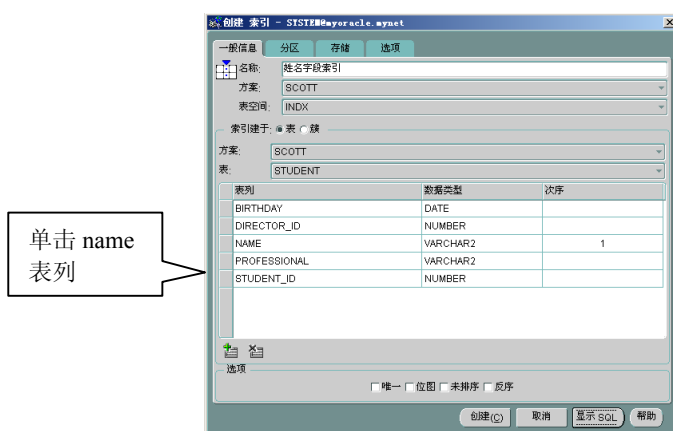 创建 索引 - SYSTEM@myoracle.mynet
一般信息 分区 存储 选项
名称: 姓名字段索引
方案: SCOTT
表空间: INDX
索引建于: 表 簇
方案: SCOTT
表: STUDENT
表列 数据类型 次序
BIRTHDAY DATE
DIRECTOR_ID NUMBER
NAME VARCHAR2 1
PROFESSIONAL VARCHAR2
STUDENT_ID NUMBER
单击 name
表列
选项
唯一 位图 未排序 反序
创建(C) 取消 显示 SQL 帮助